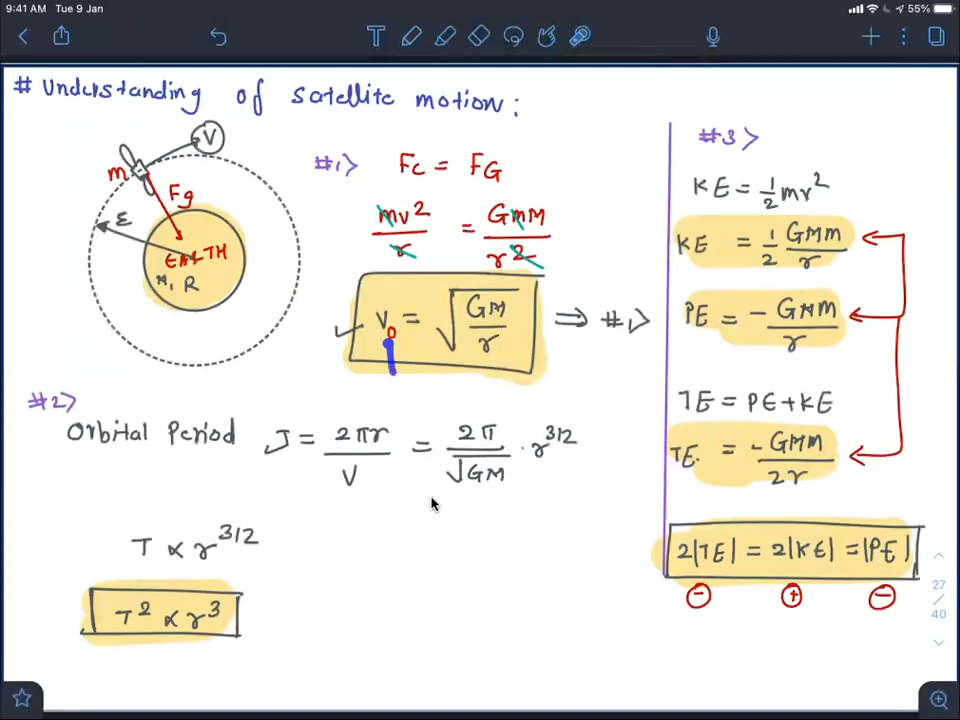 9:41 AM Tue 9 Jan
55%
# Understanding of satellite motion:
V
m
Fg
r
EARTH
M, R
#1>
Fc = FG
mv²/r = GmM/r²
V₀ = √(GM/r) ⇒ #1>
#2>
Orbital Period T = 2πr/V = 2π/√GM · r^3/2
T ∝ r^3/2
T² ∝ r³
#3>
KE = 1/2 mv²
KE = 1/2 GMm/r
PE = - GMm/r
TE = PE + KE
TE = -GMm/2r
2|TE| = 2|KE| = |PE|
- + -
27
/
40